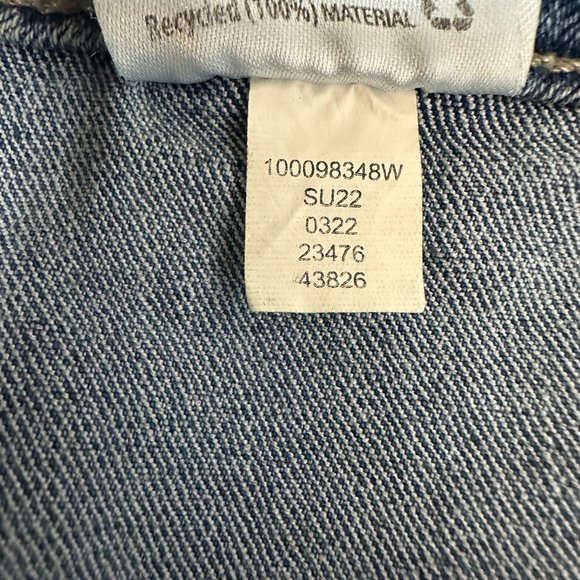 Recycled (100%) MATERIAL
100098348W
SU22
0322
23476
43826